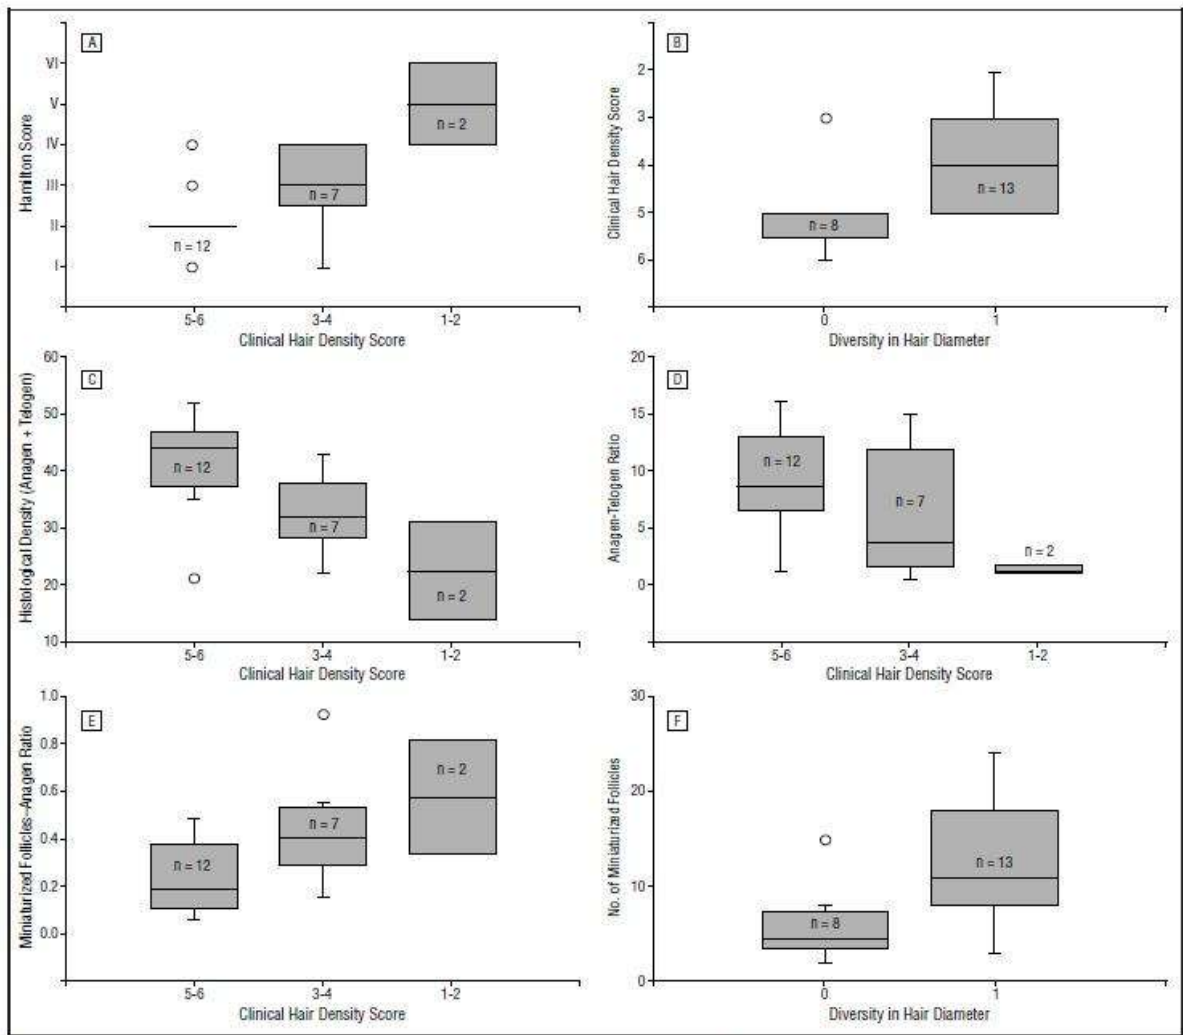 A
Hamilton Score
VI
V
IV
III
II
I
n = 12
n = 7
n = 2
5-6
3-4
1-2
Clinical Hair Density Score
B
Clinical Hair Density Score
2
3
4
5
6
n = 8
n = 13
0
1
Diversity in Hair Diameter
C
Histological Density (Anagen + Telogen)
60
50
40
30
20
10
n = 12
n = 7
n = 2
5-6
3-4
1-2
Clinical Hair Density Score
D
Anagen-Telogen Ratio
20
15
10
5
0
n = 12
n = 7
n = 2
5-6
3-4
1-2
Clinical Hair Density Score
E
Miniaturized Follicles–Anagen Ratio
1.0
0.8
0.6
0.4
0.2
0.0
n = 12
n = 7
n = 2
5-6
3-4
1-2
Clinical Hair Density Score
F
No. of Miniaturized Follicles
30
20
10
0
n = 8
n = 13
0
1
Diversity in Hair Diameter